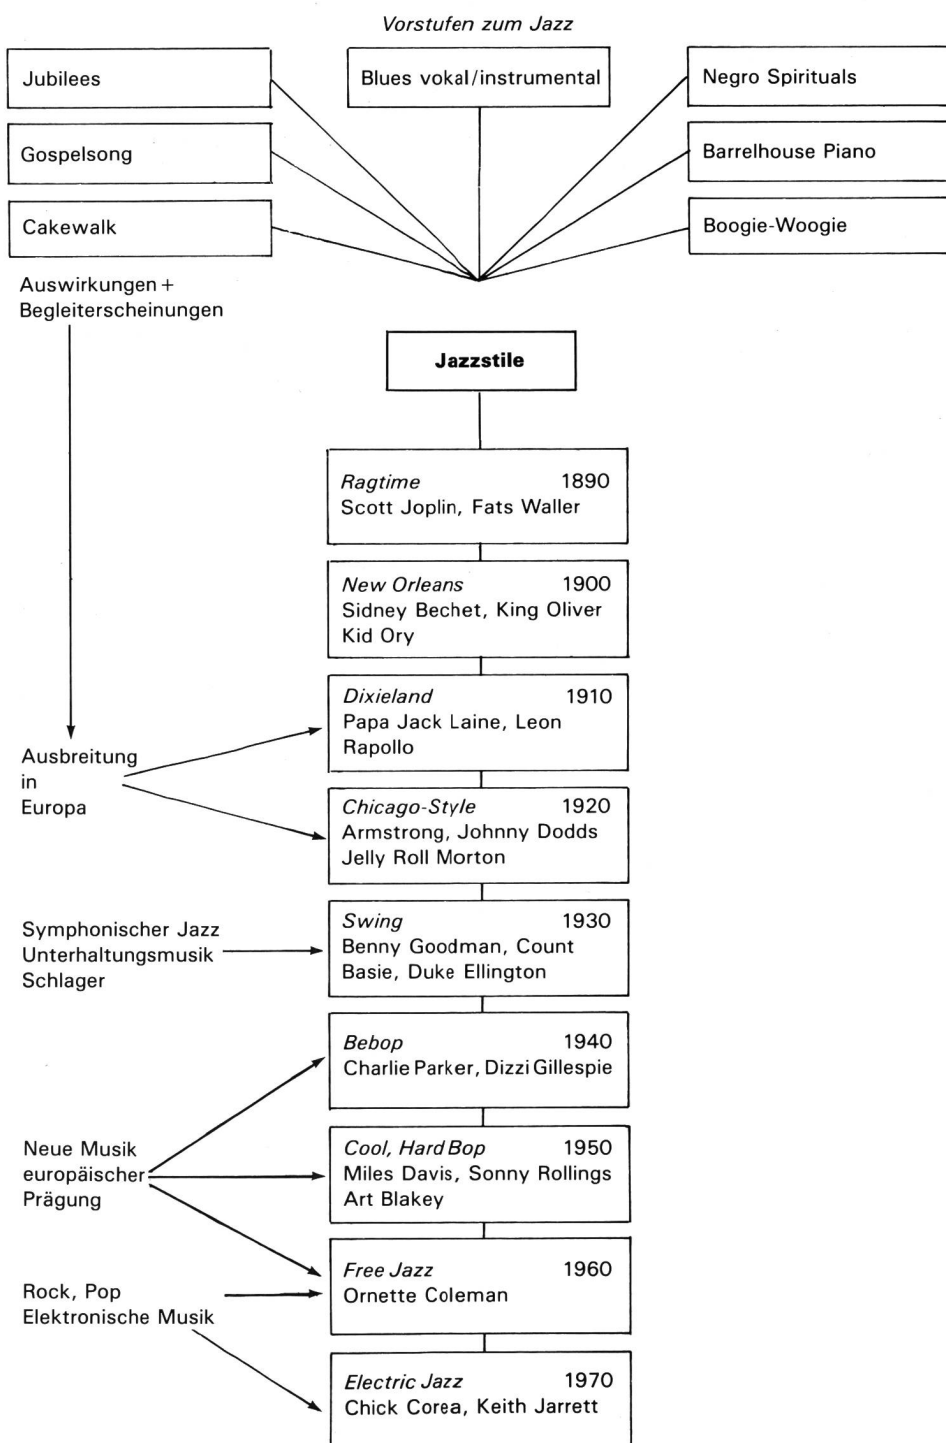 Vorstufen zum Jazz
Jubilees
Blues vokal/instrumental
Negro Spirituals
Gospelsong
Barrelhouse Piano
Cakewalk
Boogie-Woogie
Auswirkungen+
Begleiterscheinungen
Jazzstile
Ragtime 1890
Scott Joplin, Fats Waller
New Orleans 1900
Sidney Bechet, King Oliver
Kid Ory
Dixieland 1910
Papa Jack Laine, Leon
Rapollo
Ausbreitung
in
Europa
Chicago-Style 1920
Armstrong, Johnny Dodds
Jelly Roll Morton
Symphonischer Jazz
Unterhaltungsmusik
Schlager
Swing 1930
Benny Goodman, Count
Basie, Duke Ellington
Bebop 1940
Charlie Parker, Dizzi Gillespie
Neue Musik
europäischer
Prägung
Cool, Hard Bop 1950
Miles Davis, Sonny Rollings
Art Blakey
Free Jazz 1960
Ornette Coleman
Rock, Pop
Elektronische Musik
Electric Jazz 1970
Chick Corea, Keith Jarrett